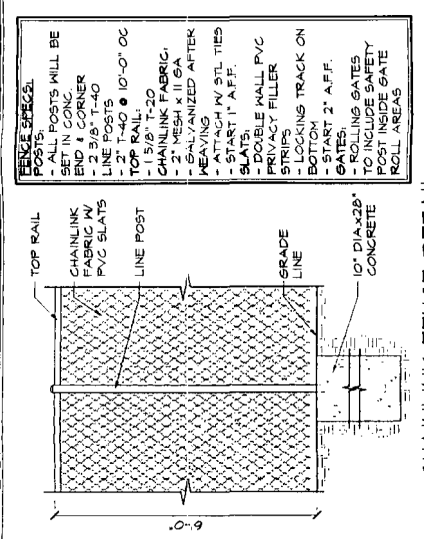 FENCE SPECS:
POSTS:
- ALL POSTS WILL BE
SET IN CONC.
END & CORNER
- 2 3/8" T-40
LINE POSTS
- 2" T-40 @ 10'-0" OC
TOP RAIL:
- 1 5/8" T-20
CHAINLINK FABRIC:
- 2" MESH x 11 GA
- GALVANIZED AFTER
WEAVING
- ATTACH W/ STL TIES
- START 1" A.F.F.
SLATS:
- DOUBLE WALL PVC
PRIVACY FILLER
STRIPS
- LOCKING TRACK ON
BOTTOM
- START 2" A.F.F.
GATES:
- ROLLING GATES
TO INCLUDE SAFETY
POST INSIDE GATE
ROLL AREAS
TOP RAIL
CHAINLINK
FABRIC W/
PVC SLATS
LINE POST
GRADE
LINE
10" DIA.x28"
CONCRETE
6'-0"